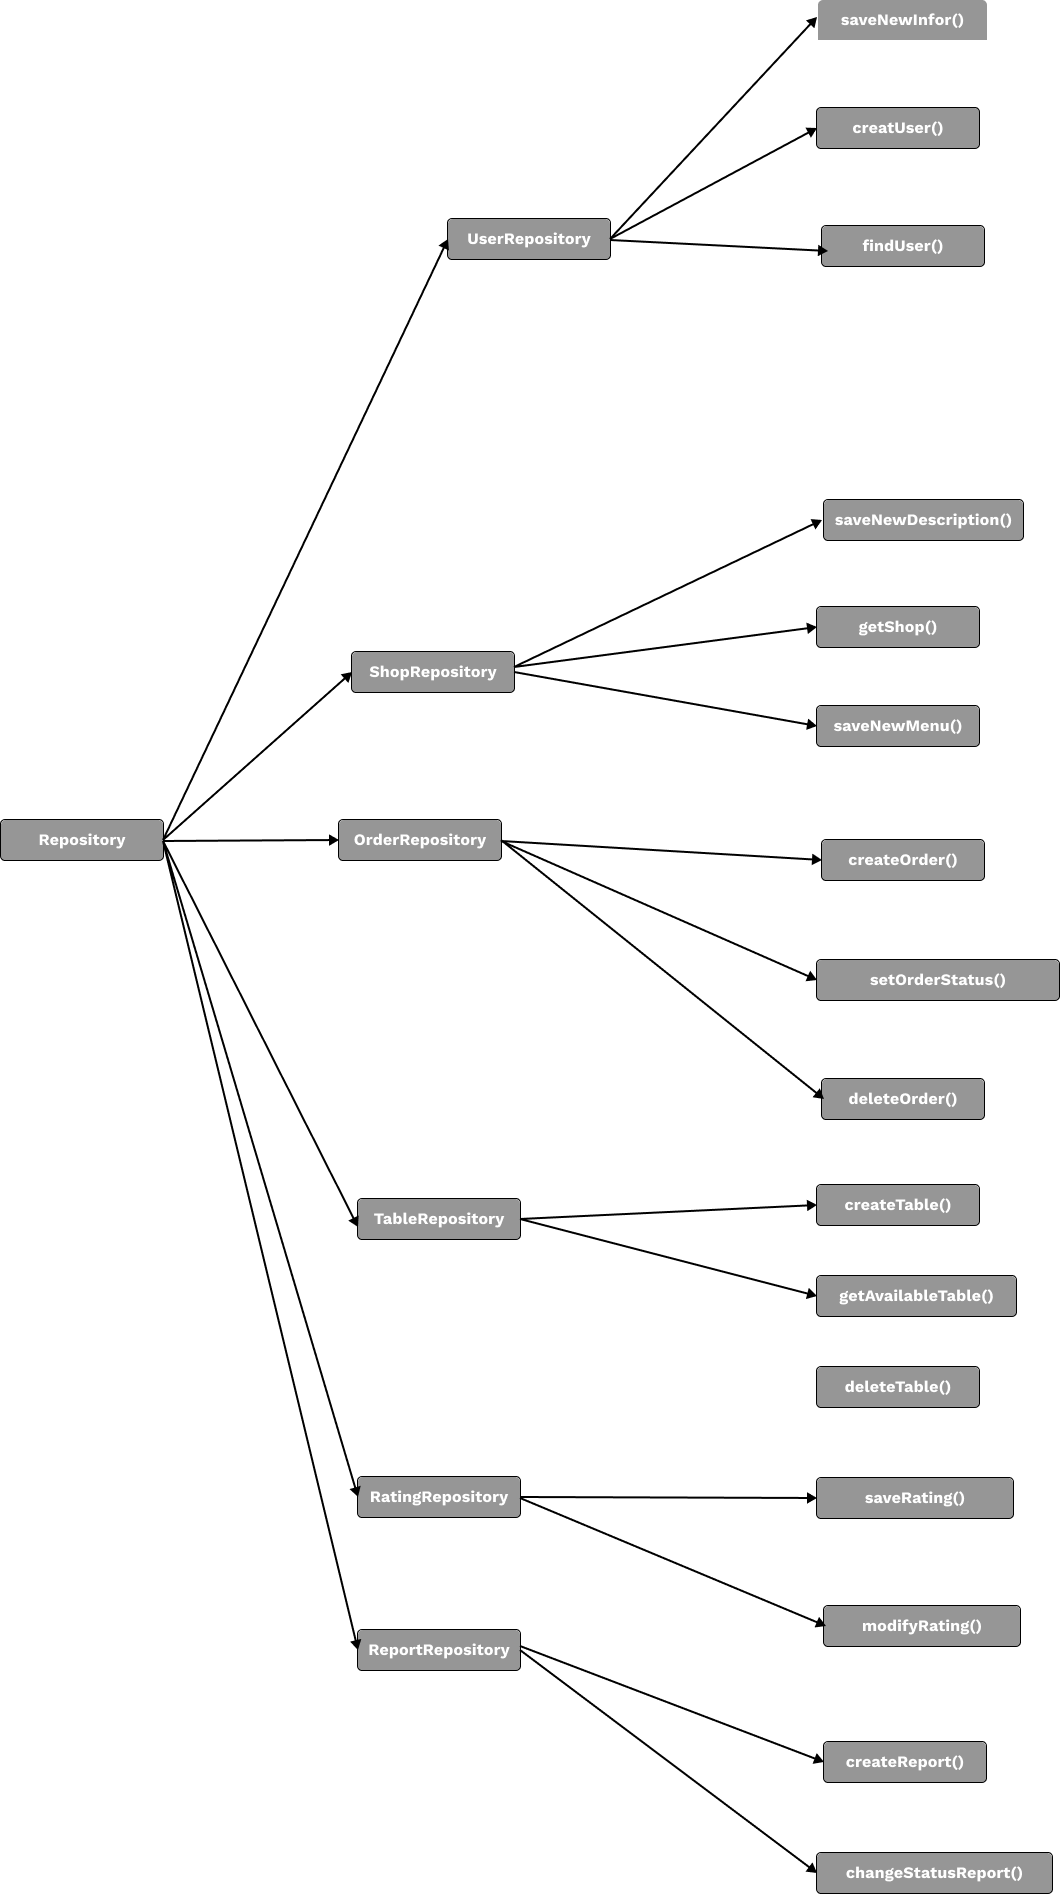 saveNewInfor()
creatUser()
UserRepository
findUser()
saveNewDescription()
getShop()
ShopRepository
saveNewMenu()
Repository
OrderRepository
createOrder()
setOrderStatus()
deleteOrder()
createTable()
TableRepository
getAvailableTable()
deleteTable()
RatingRepository
saveRating()
modifyRating()
ReportRepository
createReport()
changeStatusReport()